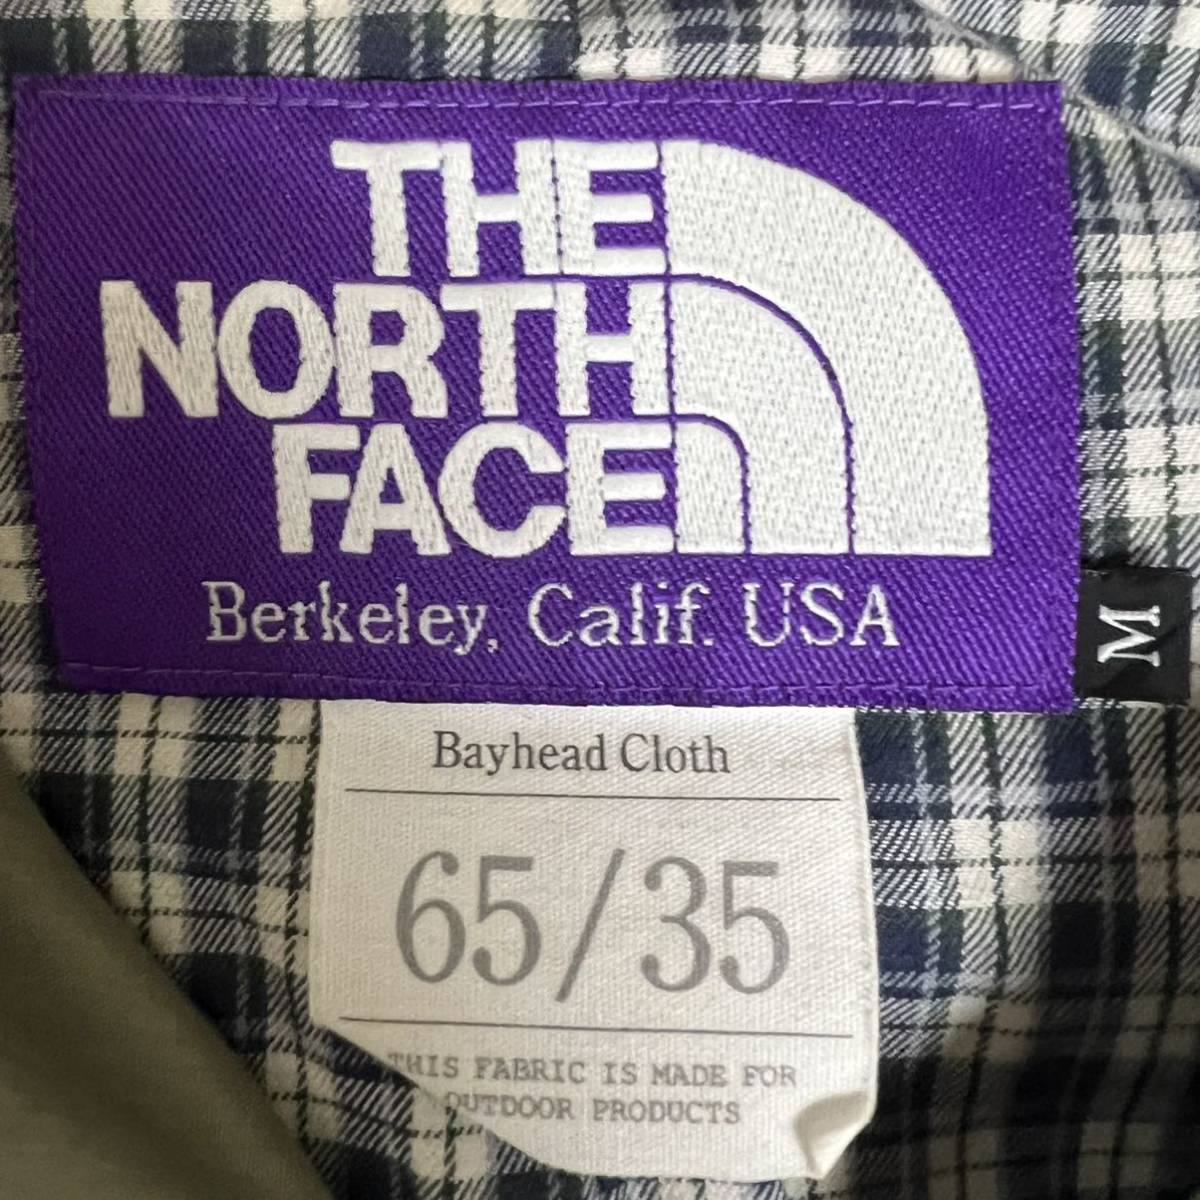 THE
NORTH
FACE
Berkeley, Calif. USA
M
Bayhead Cloth
65/35
THIS FABRIC IS MADE FOR
OUTDOOR PRODUCTS